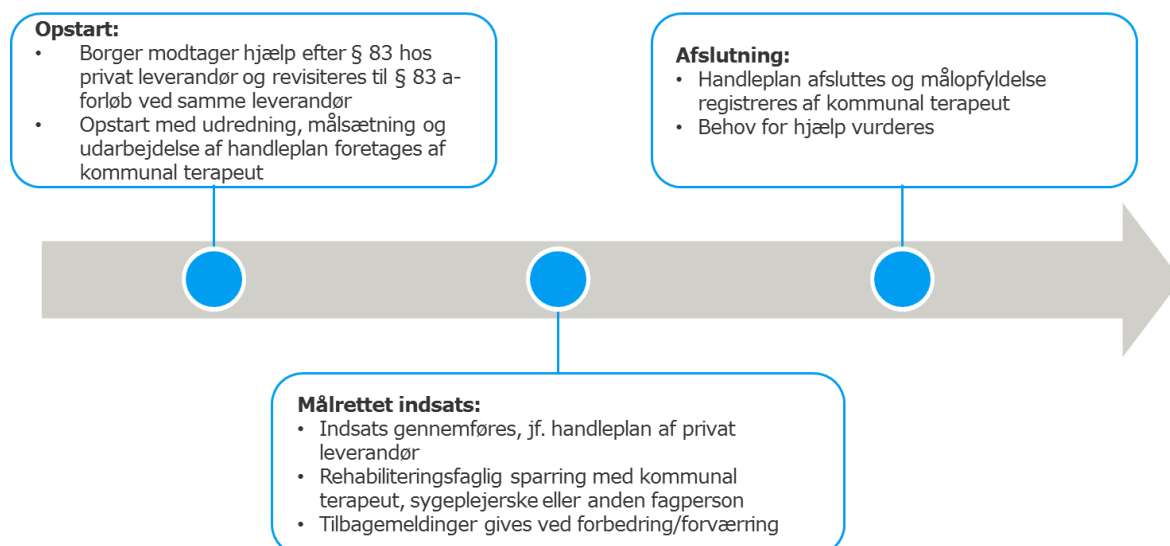 Opstart:
• Borger modtager hjælp efter § 83 hos
privat leverandør og revisiteres til § 83 a-
forløb ved samme leverandør
• Opstart med udredning, målsætning og
udarbejdelse af handleplan foretages af
kommunal terapeut
Målrettet indsats:
• Indsats gennemføres, jf. handleplan af privat
leverandør
• Rehabiliteringsfaglig sparring med kommunal
terapeut, sygeplejerske eller anden fagperson
• Tilbagemeldinger gives ved forbedring/forværring
Afslutning:
• Handleplan afsluttes og målopfyldelse
registreres af kommunal terapeut
• Behov for hjælp vurderes